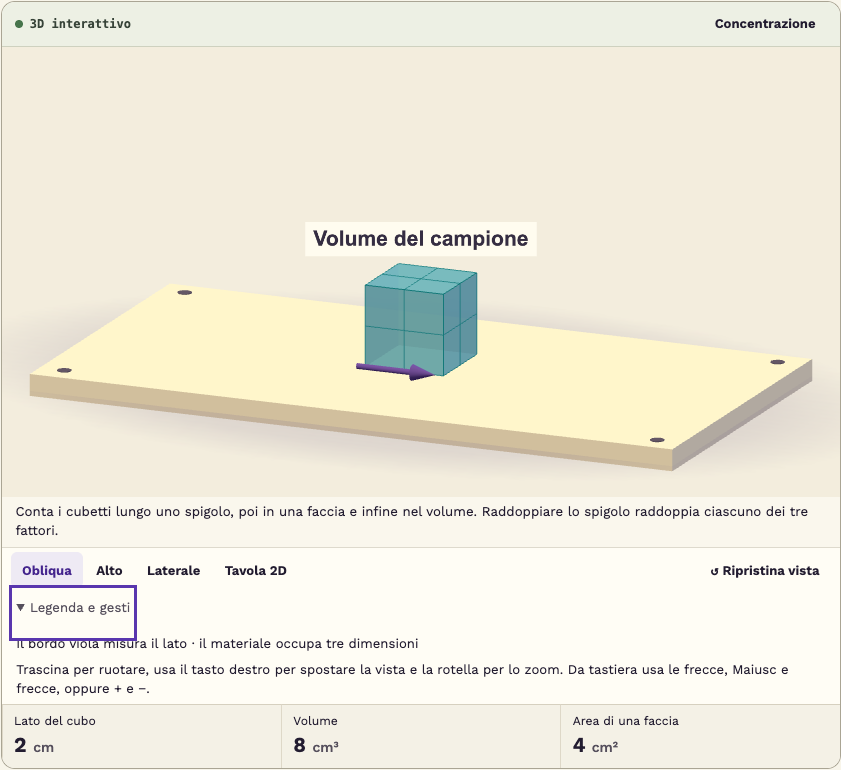 3D interattivo
Concentrazione
Volume del campione
Conta i cubetti lungo uno spigolo, poi in una faccia e infine nel volume. Raddoppiare lo spigolo raddoppia ciascuno dei tre
fattori.
Obliqua Alto Laterale Tavola 2D ↺ Ripristina vista
▼ Legenda e gesti
Il bordo viola misura il lato · il materiale occupa tre dimensioni
Trascina per ruotare, usa il tasto destro per spostare la vista e la rotella per lo zoom. Da tastiera usa le frecce, Maiusc e
frecce, oppure + e −.
Lato del cubo
2 cm
Volume
8 cm³
Area di una faccia
4 cm²